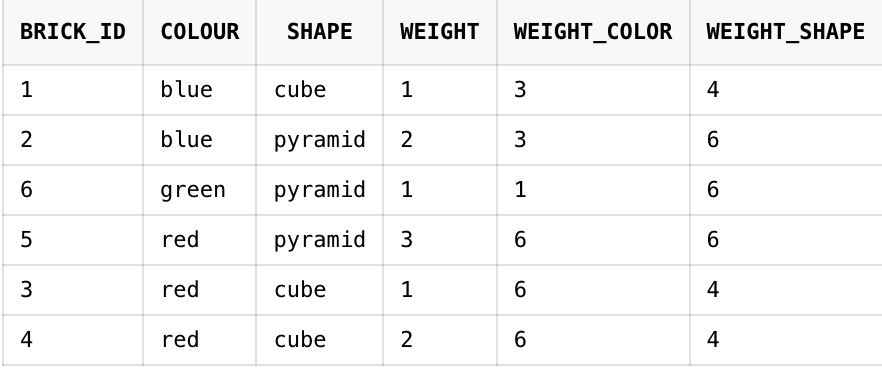 BRICK_ID COLOUR SHAPE WEIGHT WEIGHT_COLOR WEIGHT_SHAPE
1 blue cube 1 3 4
2 blue pyramid 2 3 6
6 green pyramid 1 1 6
5 red pyramid 3 6 6
3 red cube 1 6 4
4 red cube 2 6 4